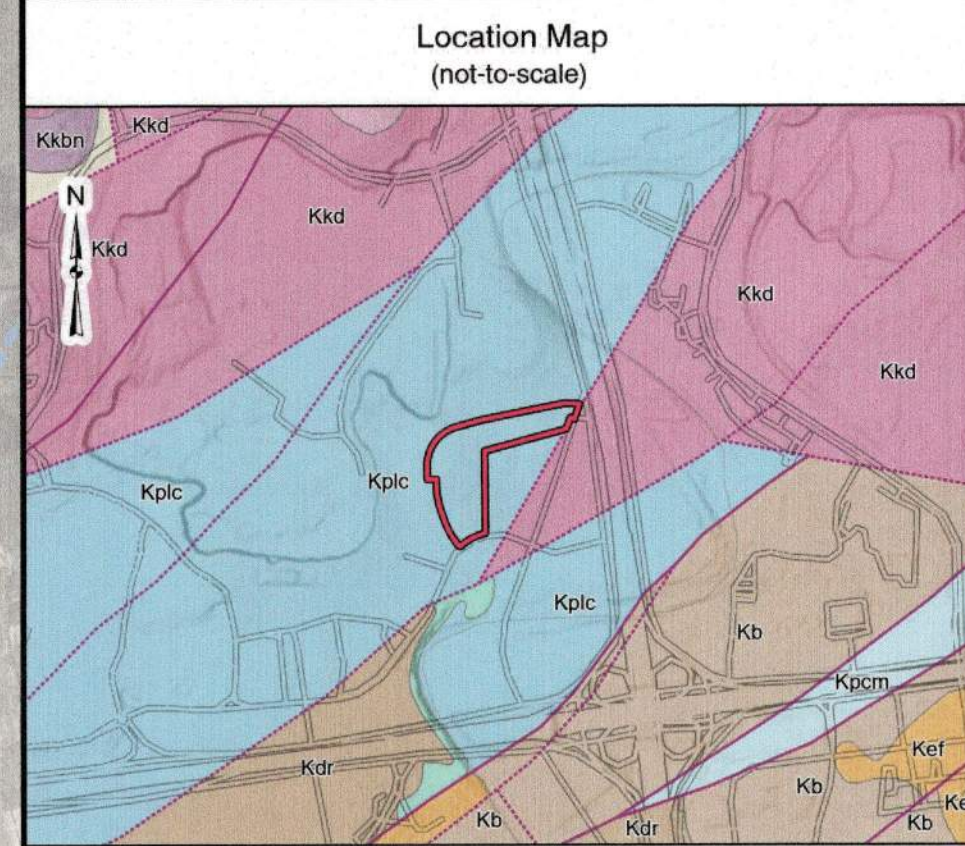 Location Map
(not-to-scale)
Kkbn
Kkd
N
Kkd
Kkd
Kkd
Kkd
Kplc
Kplc
Kplc
Kb
Kpcm
Kef
Kdr
Kb
Kb
Kdr
Kb